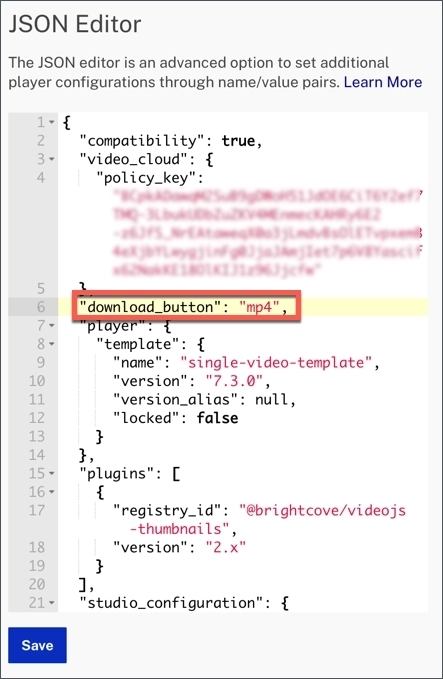 JSON Editor
The JSON editor is an advanced option to set additional
player configurations through name/value pairs. Learn More
1 {
2 "compatibility": true,
3 "video_cloud": {
4 "policy_key":
5 },
6 "download_button": "mp4",
7 "player": {
8 "template": {
9 "name": "single-video-template",
10 "version": "7.3.0",
11 "version_alias": null,
12 "locked": false
13 }
14 },
15 "plugins": [
16 {
17 "registry_id": "@brightcove/videojs
-thumbnails",
18 "version": "2.x"
19 }
20 ],
21 "studio_configuration": {
Save